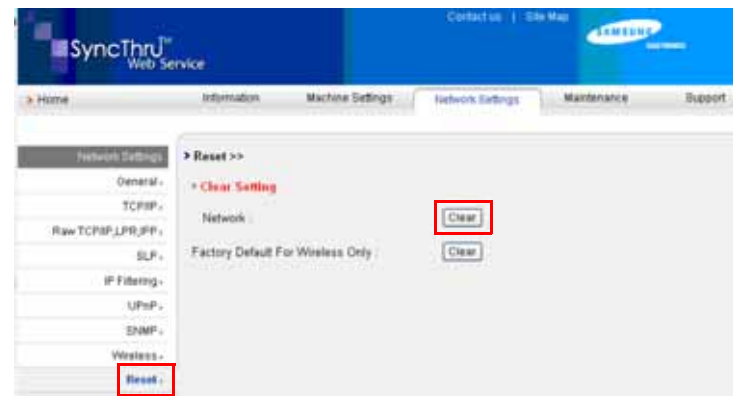 Contact us | Site Map
SAMSUNG
ELECTRONICS
SyncThru™
Web Service
> Home
Information
Machine Settings
Network Settings
Maintenance
Support
Network Settings
General
TCP/IP
Raw TCP/IP,LPR,IPP
SLP
IP Filtering
UPnP
SNMP
Wireless
Reset
> Reset >>
Clear Setting
Network : Clear
Factory Default For Wireless Only : Clear